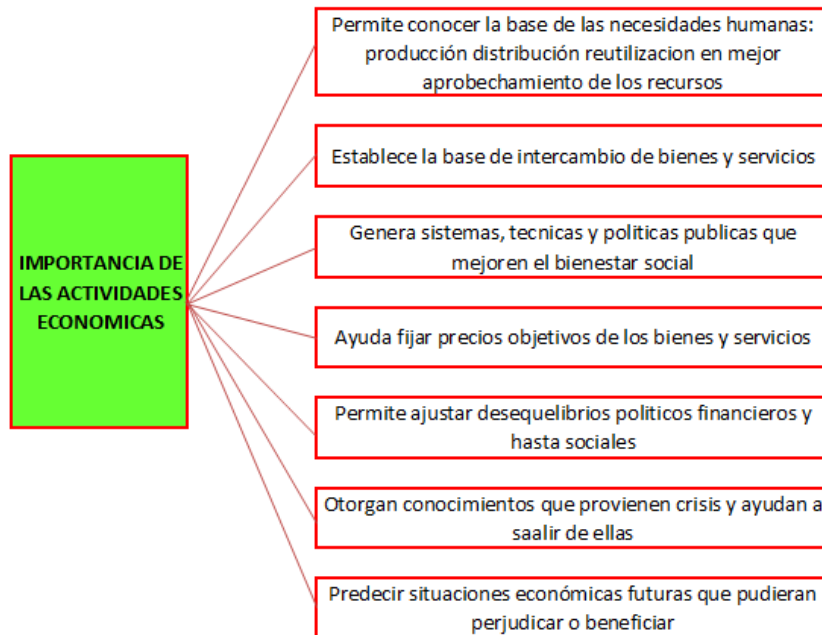 Permite conocer la base de las necesidades humanas:
producción distribución reutilizacion en mejor
aprobechamiento de los recursos
Establece la base de intercambio de bienes y servicios
Genera sistemas, tecnicas y politicas publicas que
mejoren el bienestar social
IMPORTANCIA DE
LAS ACTIVIDADES
ECONOMICAS
Ayuda fijar precios objetivos de los bienes y servicios
Permite ajustar desequelibrios politicos financieros y
hasta sociales
Otorgan conocimientos que provienen crisis y ayudan a
saalir de ellas
Predecir situaciones económicas futuras que pudieran
perjudicar o beneficiar